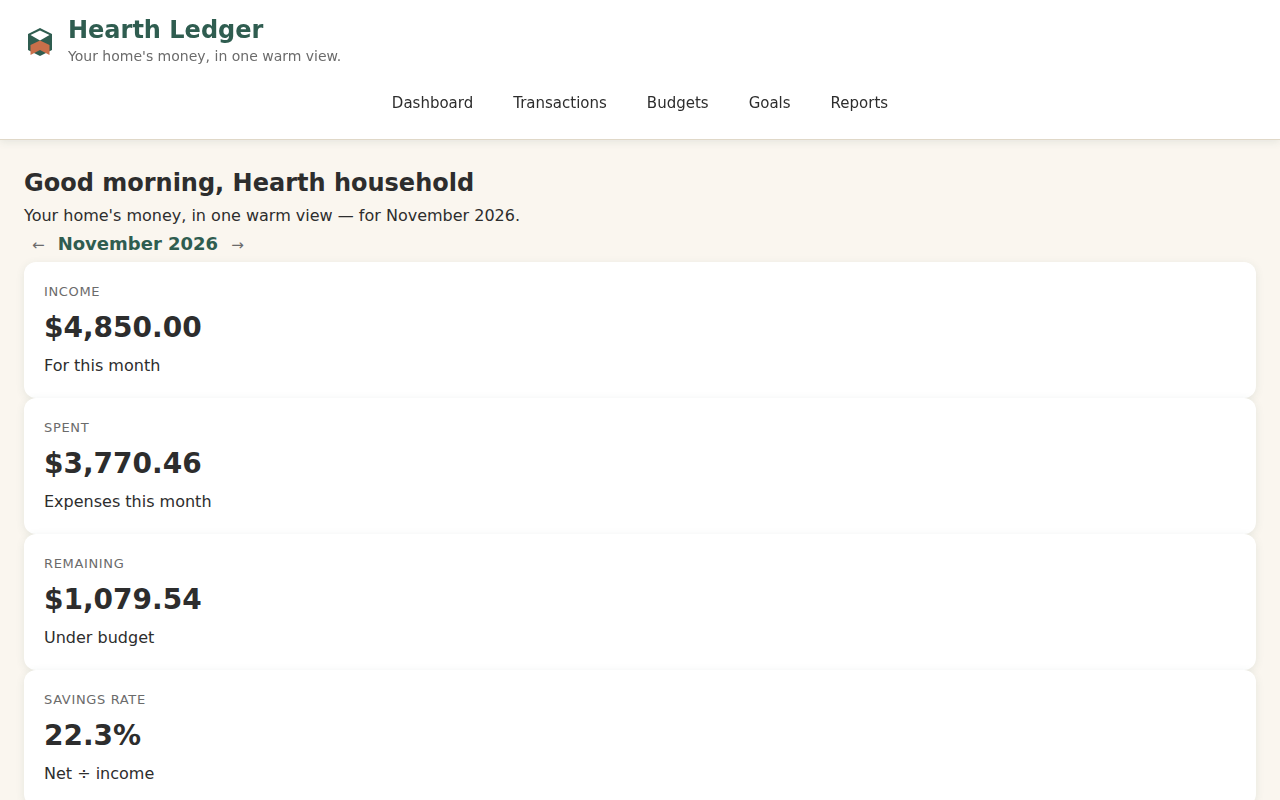 Hearth Ledger
Your home's money, in one warm view.
Dashboard Transactions Budgets Goals Reports
Good morning, Hearth household
Your home's money, in one warm view — for November 2026.
← November 2026 →
INCOME
$4,850.00
For this month
SPENT
$3,770.46
Expenses this month
REMAINING
$1,079.54
Under budget
SAVINGS RATE
22.3%
Net ÷ income